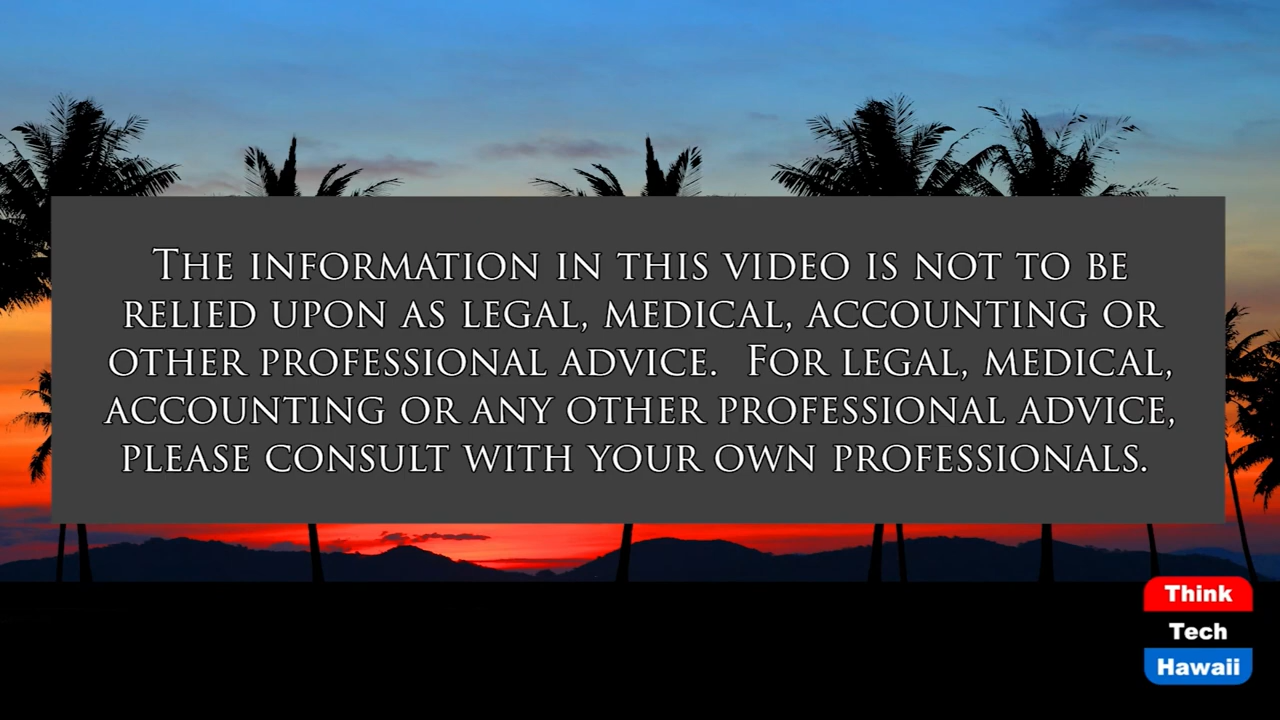 The information in this video is not to be
relied upon as legal, medical, accounting or
other professional advice.  For legal, medical,
accounting or any other professional advice,
please consult with your own professionals.
Think
Tech
Hawaii